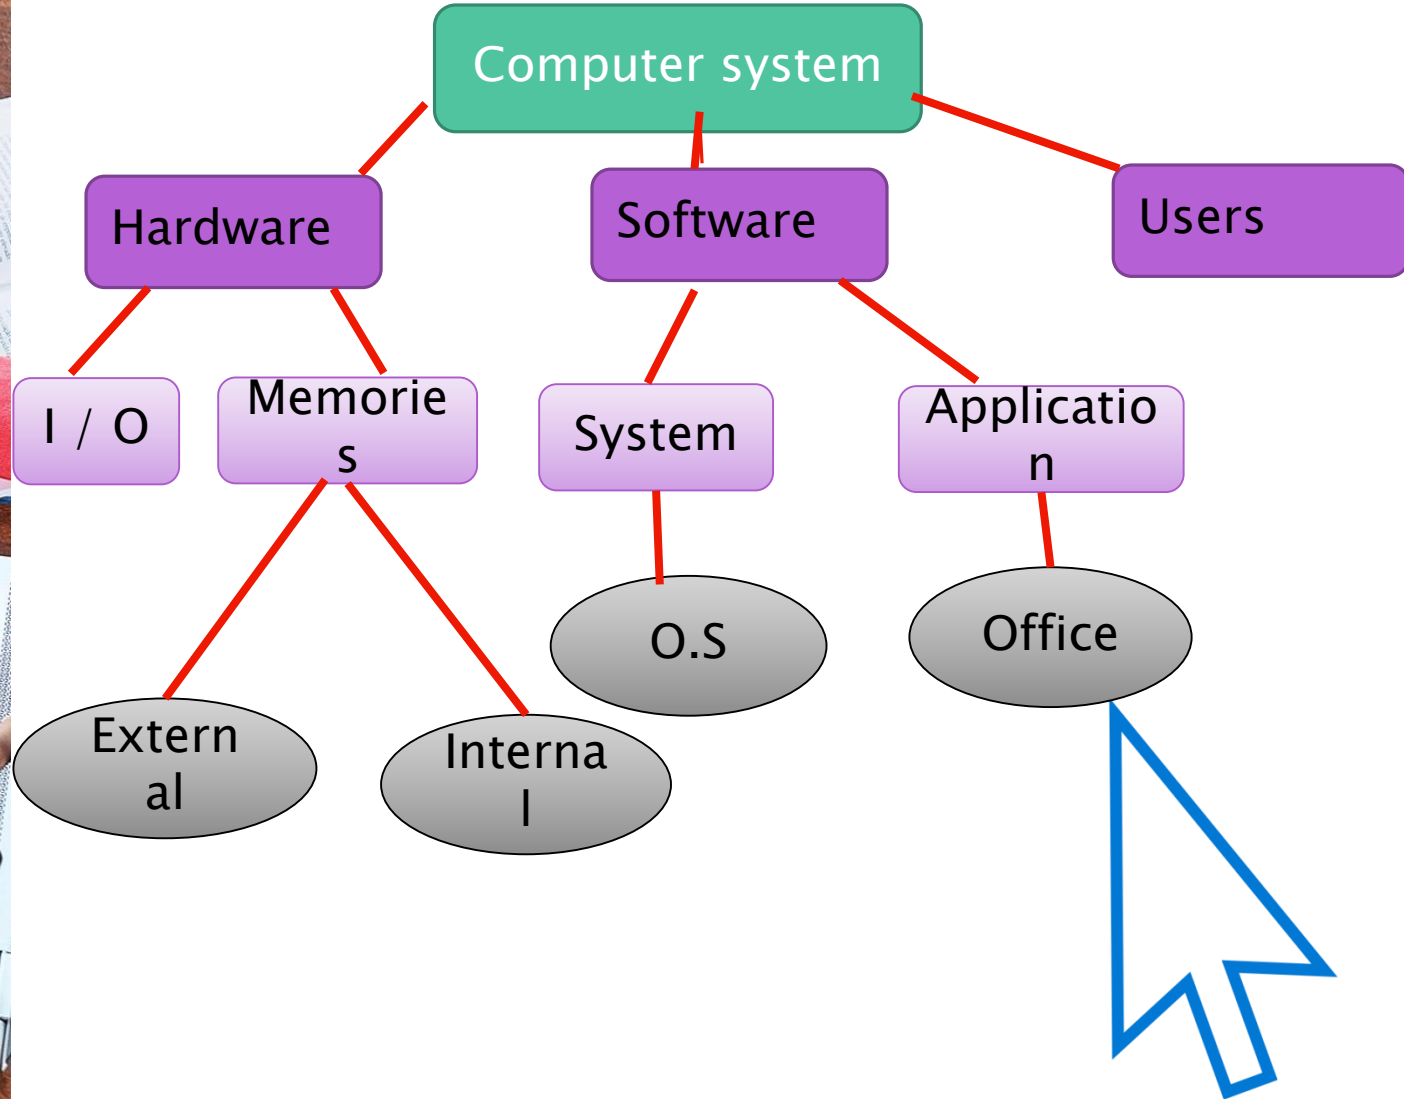 Computer system
Hardware
Software
Users
I / O
Memorie
s
System
Applicatio
n
O.S
Office
Extern
al
Interna
l